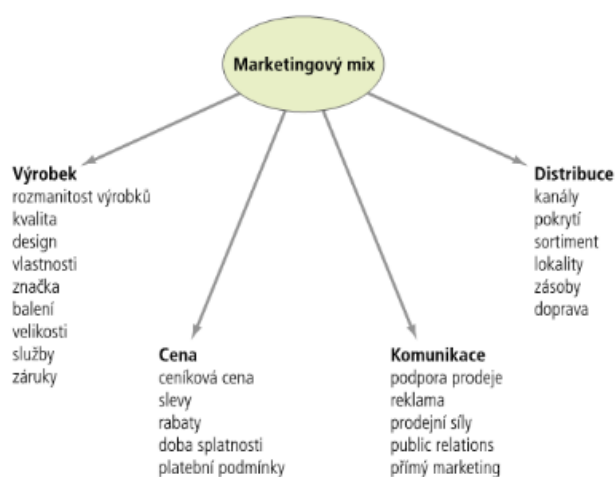 Marketingový mix
Výrobek
rozmanitost výrobků
kvalita
design
vlastnosti
značka
balení
velikosti
služby
záruky
Cena
ceníková cena
slevy
rabaty
doba splatnosti
platební podmínky
Komunikace
podpora prodeje
reklama
prodejní síly
public relations
přímý marketing
Distribuce
kanály
pokrytí
sortiment
lokality
zásoby
doprava